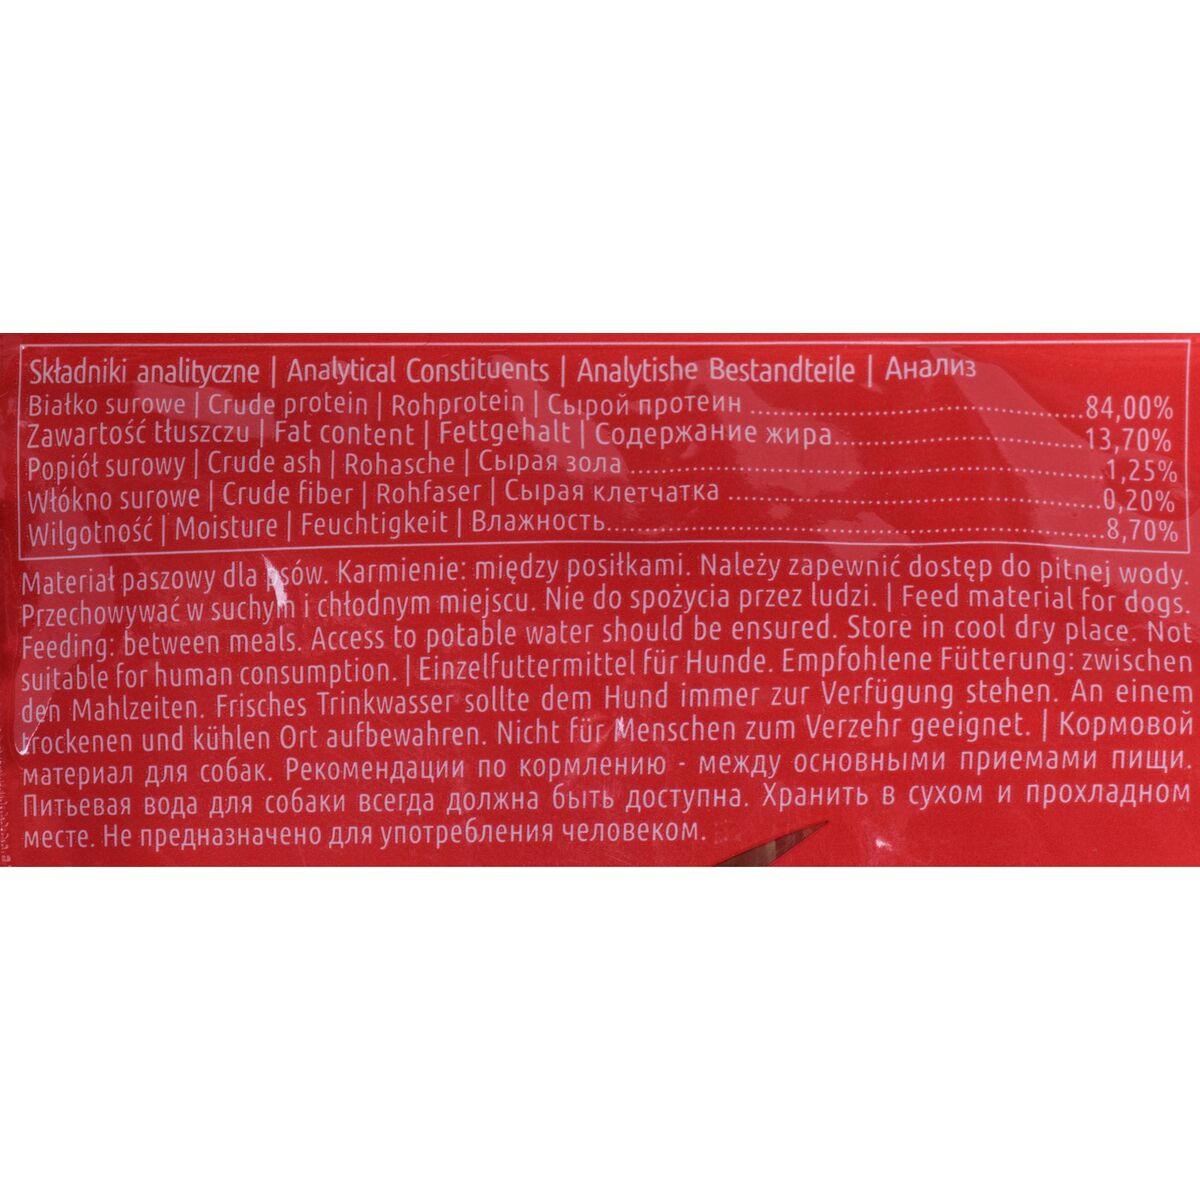 Składniki analityczne | Analytical Constituents | Analytishe Bestandteile | Анализ
Białko surowe | Crude protein | Rohprotein | Сырой протеин ........................................84,00%
Zawartość tłuszczu | Fat content | Fettgehalt | Содержание жира..............................13,70%
Popiół surowy | Crude ash | Rohasche | Сырая зола ..........................................................1,25%
Włókno surowe | Crude fiber | Rohfaser | Сырая клетчатка .............................................0,20%
Wilgotność | Moisture | Feuchtigkeit | Влажность............................................................8,70%
Materiał paszowy dla psów. Karmienie: między posiłkami. Należy zapewnić dostęp do pitnej wody.
Przechowywać w suchym i chłodnym miejscu. Nie do spożycia przez ludzi. | Feed material for dogs.
Feeding: between meals. Access to potable water should be ensured. Store in cool dry place. Not
suitable for human consumption. | Einzelfuttermittel für Hunde. Empfohlene Fütterung: zwischen
den Mahlzeiten. Frisches Trinkwasser sollte dem Hund immer zur Verfügung stehen. An einem
trockenen und kühlen Ort aufbewahren. Nicht für Menschen zum Verzehr geeignet. | Кормовой
материал для собак. Рекомендации по кормлению - между основными приемами пищи.
Питьевая вода для собаки всегда должна быть доступна. Хранить в сухом и прохладном
месте. Не предназначено для употребления человеком.